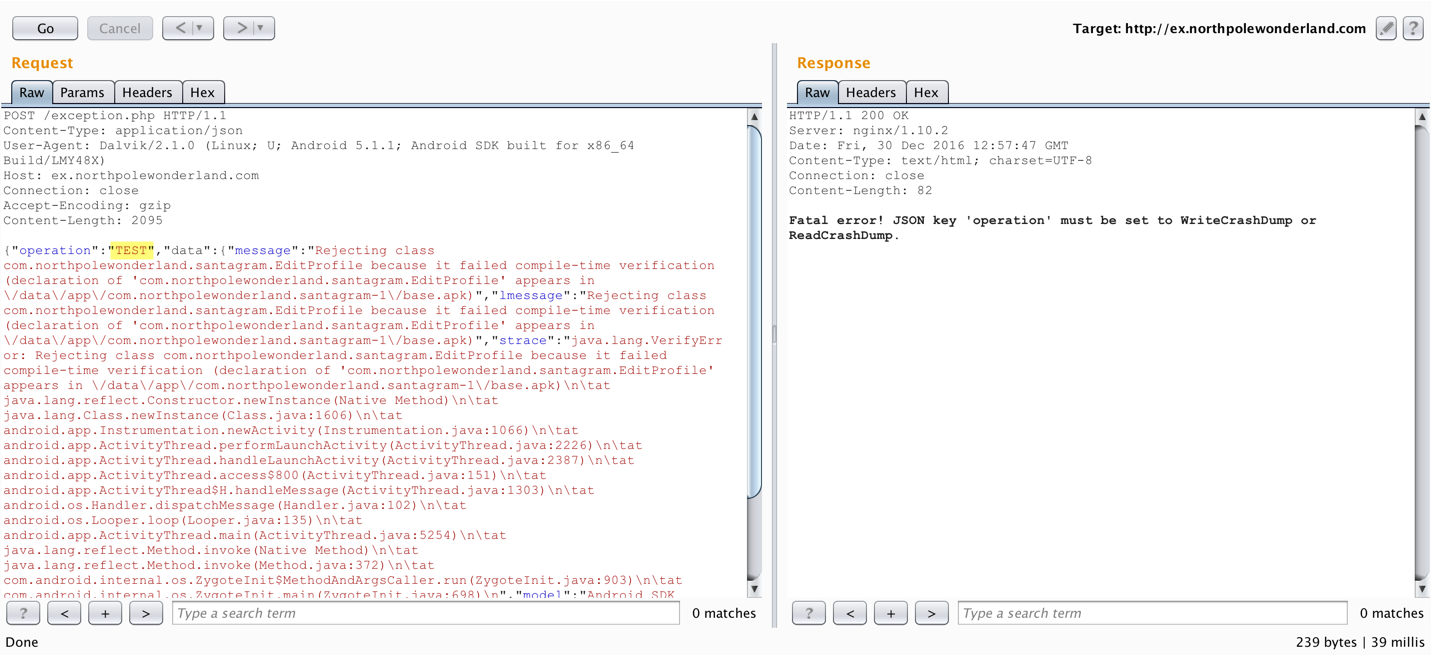 Go
Cancel
<
>
Target: http://ex.northpolewonderland.com
?
Request
Raw
Params
Headers
Hex
POST /exception.php HTTP/1.1
Content-Type: application/json
User-Agent: Dalvik/2.1.0 (Linux; U; Android 5.1.1; Android SDK built for x86_64
Build/LMY48X)
Host: ex.northpolewonderland.com
Connection: close
Accept-Encoding: gzip
Content-Length: 2095
{"operation":"TEST","data":{"message":"Rejecting class
com.northpolewonderland.santagram.EditProfile because it failed compile-time verification
(declaration of 'com.northpolewonderland.santagram.EditProfile' appears in
\/data\/app\/com.northpolewonderland.santagram-1\/base.apk)","lmessage":"Rejecting class
com.northpolewonderland.santagram.EditProfile because it failed compile-time verification
(declaration of 'com.northpolewonderland.santagram.EditProfile' appears in
\/data\/app\/com.northpolewonderland.santagram-1\/base.apk)","strace":"java.lang.VerifyErr
or: Rejecting class com.northpolewonderland.santagram.EditProfile because it failed
compile-time verification (declaration of 'com.northpolewonderland.santagram.EditProfile'
appears in \/data\/app\/com.northpolewonderland.santagram-1\/base.apk)\n\tat
java.lang.reflect.Constructor.newInstance(Native Method)\n\tat
java.lang.Class.newInstance(Class.java:1606)\n\tat
android.app.Instrumentation.newActivity(Instrumentation.java:1066)\n\tat
android.app.ActivityThread.performLaunchActivity(ActivityThread.java:2226)\n\tat
android.app.ActivityThread.handleLaunchActivity(ActivityThread.java:2387)\n\tat
android.app.ActivityThread.access$800(ActivityThread.java:151)\n\tat
android.app.ActivityThread$H.handleMessage(ActivityThread.java:1303)\n\tat
android.os.Handler.dispatchMessage(Handler.java:102)\n\tat
android.os.Looper.loop(Looper.java:135)\n\tat
android.app.ActivityThread.main(ActivityThread.java:5254)\n\tat
java.lang.reflect.Method.invoke(Native Method)\n\tat
java.lang.reflect.Method.invoke(Method.java:372)\n\tat
com.android.internal.os.ZygoteInit$MethodAndArgsCaller.run(ZygoteInit.java:903)\n\tat
com.android.internal.os.ZygoteInit.main(ZygoteInit.java:698)\n","model":"Android SDK
? < + >
Type a search term
0 matches
Response
Raw
Headers
Hex
HTTP/1.1 200 OK
Server: nginx/1.10.2
Date: Fri, 30 Dec 2016 12:57:47 GMT
Content-Type: text/html; charset=UTF-8
Connection: close
Content-Length: 82
Fatal error! JSON key 'operation' must be set to WriteCrashDump or
ReadCrashDump.
? < + >
Type a search term
0 matches
Done
239 bytes | 39 millis